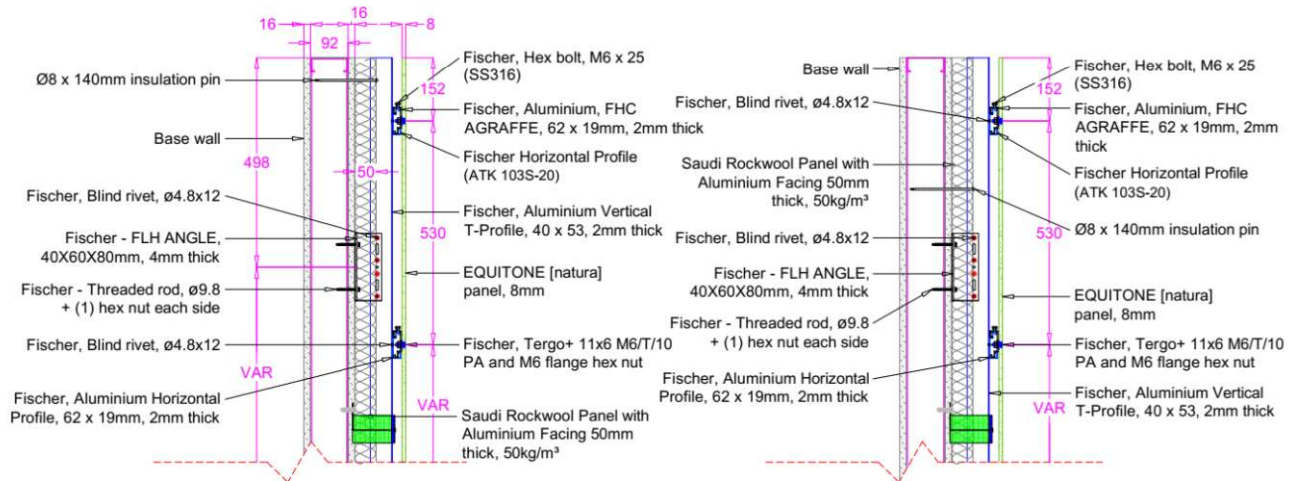 16
16
8
92
Ø8 x 140mm insulation pin
Base wall
498
Fischer, Blind rivet, ø4.8x12
Fischer - FLH ANGLE,
40X60X80mm, 4mm thick
Fischer - Threaded rod, ø9.8
+ (1) hex nut each side
Fischer, Blind rivet, ø4.8x12
VAR
Fischer, Aluminium Horizontal
Profile, 62 x 19mm, 2mm thick
50
Fischer, Hex bolt, M6 x 25
(SS316)
152
Fischer, Aluminium, FHC
AGRAFFE, 62 x 19mm, 2mm thick
Fischer Horizontal Profile
(ATK 103S-20)
Fischer, Aluminium Vertical
T-Profile, 40 x 53, 2mm thick
530
EQUITONE [natura]
panel, 8mm
Fischer, Tergo+ 11x6 M6/T/10
PA and M6 flange hex nut
VAR
Saudi Rockwool Panel with
Aluminium Facing 50mm
thick, 50kg/m³
Base wall
Fischer, Blind rivet, ø4.8x12
Saudi Rockwool Panel with
Aluminium Facing 50mm
thick, 50kg/m³
Fischer, Blind rivet, ø4.8x12
Fischer - FLH ANGLE,
40X60X80mm, 4mm thick
Fischer - Threaded rod, ø9.8
+ (1) hex nut each side
Fischer, Aluminium Horizontal
Profile, 62 x 19mm, 2mm thick
Fischer, Hex bolt, M6 x 25
(SS316)
152
Fischer, Aluminium, FHC
AGRAFFE, 62 x 19mm, 2mm
thick
Fischer Horizontal Profile
(ATK 103S-20)
Ø8 x 140mm insulation pin
530
EQUITONE [natura]
panel, 8mm
Fischer, Tergo+ 11x6 M6/T/10
PA and M6 flange hex nut
Fischer, Aluminium Vertical
T-Profile, 40 x 53, 2mm thick
VAR